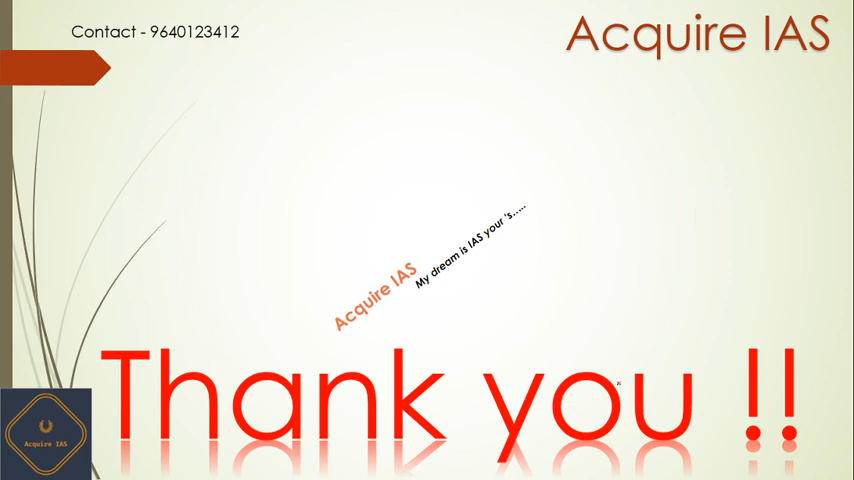 Contact - 9640123412
Acquire IAS
My dream is IAS your 's.....
Acquire IAS
Thank you !!
Acquire IAS